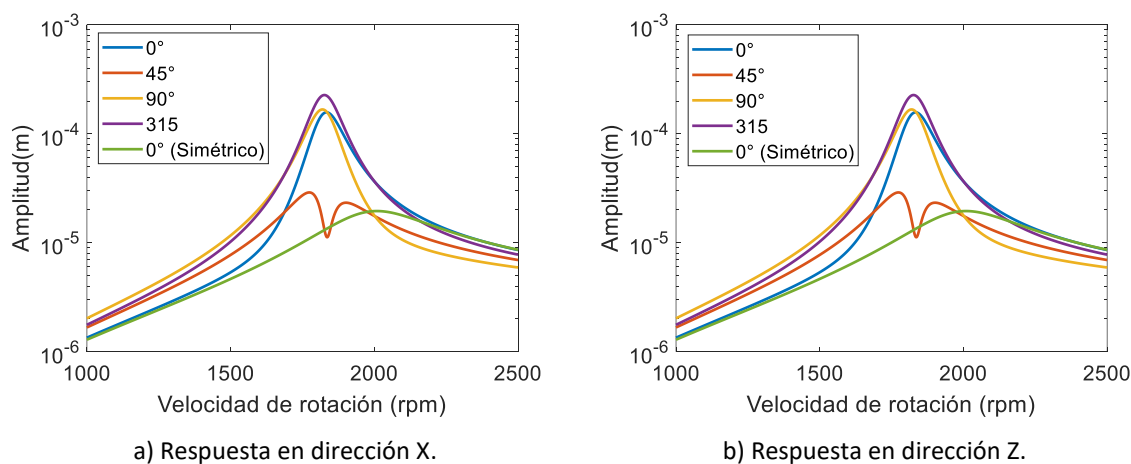 10-3
10-4
10-5
10-6
Amplitud(m)
0°
45°
90°
315
0° (Simétrico)
1000 1500 2000 2500
Velocidad de rotación (rpm)
a) Respuesta en dirección X.
10-3
10-4
10-5
10-6
Amplitud(m)
0°
45°
90°
315
0° (Simétrico)
1000 1500 2000 2500
Velocidad de rotación (rpm)
b) Respuesta en dirección Z.